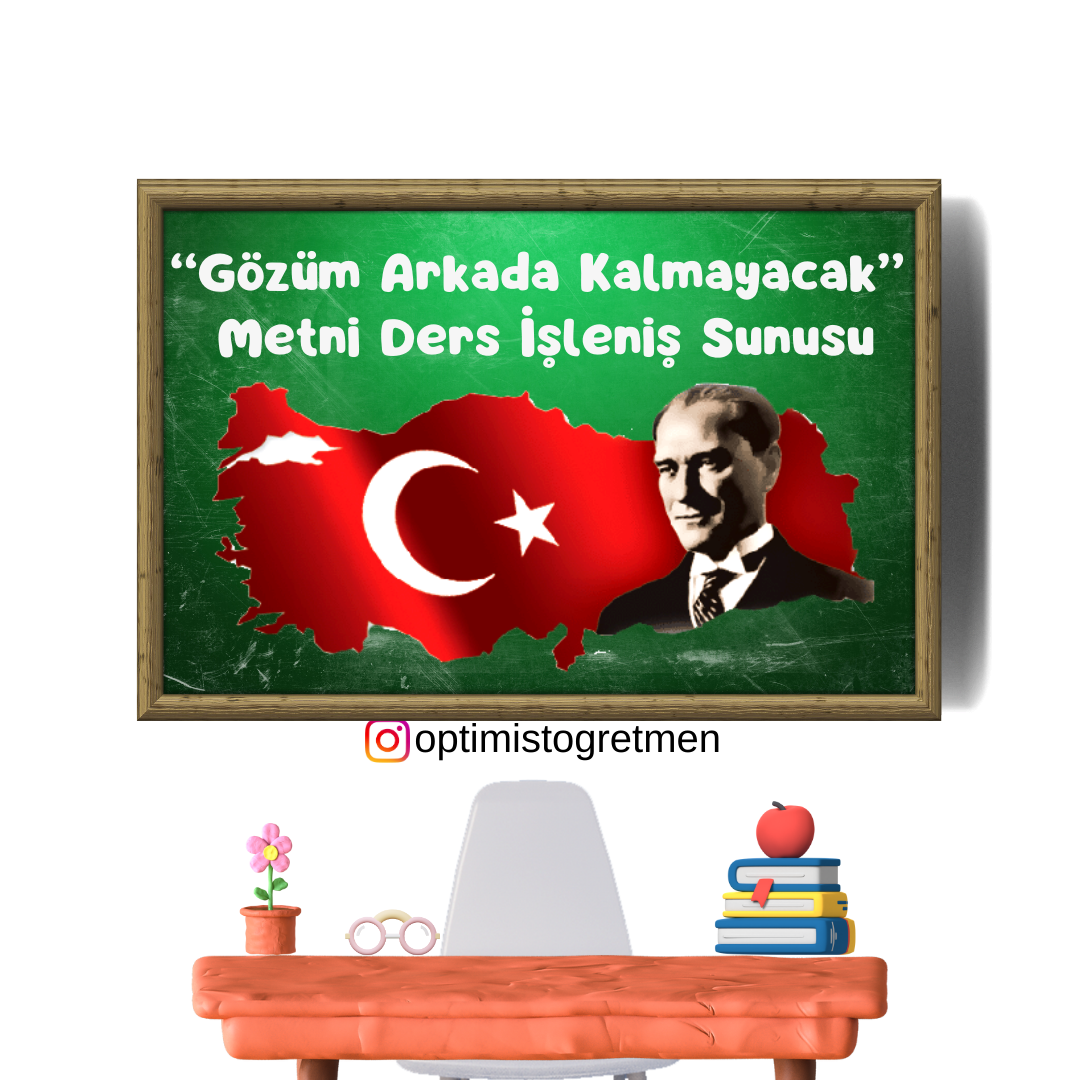 “Gözüm Arkada Kalmayacak”
Metni Ders İşleniş Sunusu
optimistogretmen